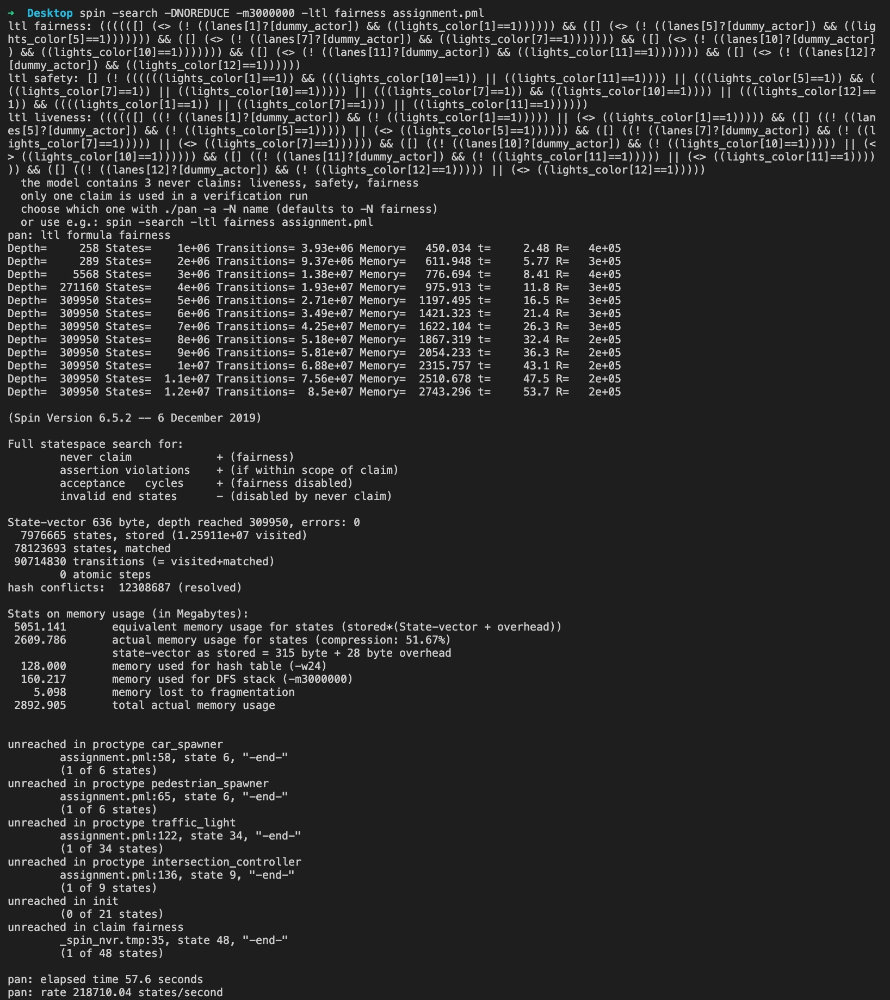 ➜  Desktop spin -search -DNOREDUCE -m3000000 -ltl fairness assignment.pml
ltl fairness: (((((([] (<> (! ((lanes[1]?[dummy_actor]) && ((lights_color[1]==1)))))) && ([] (<> (! ((lanes[5]?[dummy_actor]) && ((lig
hts_color[5]==1))))))) && ([] (<> (! ((lanes[7]?[dummy_actor]) && ((lights_color[7]==1))))))) && ([] (<> (! ((lanes[10]?[dummy_actor]
) && ((lights_color[10]==1))))))) && ([] (<> (! ((lanes[11]?[dummy_actor]) && ((lights_color[11]==1))))))) && ([] (<> (! ((lanes[12]?
[dummy_actor]) && ((lights_color[12]==1))))))
ltl safety: [] (! ((((((lights_color[1]==1)) && (((lights_color[10]==1)) || ((lights_color[11]==1)))) || (((lights_color[5]==1)) && (
((lights_color[7]==1)) || ((lights_color[10]==1))))) || (((lights_color[7]==1)) && ((lights_color[10]==1)))) || (((lights_color[12]==
1)) && ((((lights_color[1]==1)) || ((lights_color[7]==1))) || ((lights_color[11]==1))))))
ltl liveness: (((((([] ((! ((lanes[1]?[dummy_actor]) && (! ((lights_color[1]==1))))) || (<> ((lights_color[1]==1))))) && ([] ((! ((lan
es[5]?[dummy_actor]) && (! ((lights_color[5]==1))))) || (<> ((lights_color[5]==1)))))) && ([] ((! ((lanes[7]?[dummy_actor]) && (! ((l
ights_color[7]==1))))) || (<> ((lights_color[7]==1)))))) && ([] ((! ((lanes[10]?[dummy_actor]) && (! ((lights_color[10]==1))))) || (<
> ((lights_color[10]==1)))))) && ([] ((! ((lanes[11]?[dummy_actor]) && (! ((lights_color[11]==1))))) || (<> ((lights_color[11]==1))))
)) && ([] ((! ((lanes[12]?[dummy_actor]) && (! ((lights_color[12]==1))))) || (<> ((lights_color[12]==1)))))
  the model contains 3 never claims: liveness, safety, fairness
  only one claim is used in a verification run
  choose which one with ./pan -a -N name (defaults to -N fairness)
  or use e.g.: spin -search -ltl fairness assignment.pml
pan: ltl formula fairness
Depth=     258 States=    1e+06 Transitions= 3.93e+06 Memory=   450.034 t=     2.48 R=   4e+05
Depth=     289 States=    2e+06 Transitions= 9.37e+06 Memory=   611.948 t=     5.77 R=   3e+05
Depth=    5568 States=    3e+06 Transitions= 1.38e+07 Memory=   776.694 t=     8.41 R=   4e+05
Depth=  271160 States=    4e+06 Transitions= 1.93e+07 Memory=   975.913 t=     11.8 R=   3e+05
Depth=  309950 States=    5e+06 Transitions= 2.71e+07 Memory=  1197.495 t=     16.5 R=   3e+05
Depth=  309950 States=    6e+06 Transitions= 3.49e+07 Memory=  1421.323 t=     21.4 R=   3e+05
Depth=  309950 States=    7e+06 Transitions= 4.25e+07 Memory=  1622.104 t=     26.3 R=   3e+05
Depth=  309950 States=    8e+06 Transitions= 5.18e+07 Memory=  1867.319 t=     32.4 R=   2e+05
Depth=  309950 States=    9e+06 Transitions= 5.81e+07 Memory=  2054.233 t=     36.3 R=   2e+05
Depth=  309950 States=    1e+07 Transitions= 6.88e+07 Memory=  2315.757 t=     43.1 R=   2e+05
Depth=  309950 States=  1.1e+07 Transitions= 7.56e+07 Memory=  2510.678 t=     47.5 R=   2e+05
Depth=  309950 States=  1.2e+07 Transitions=  8.5e+07 Memory=  2743.296 t=     53.7 R=   2e+05

(Spin Version 6.5.2 -- 6 December 2019)

Full statespace search for:
        never claim             + (fairness)
        assertion violations    + (if within scope of claim)
        acceptance   cycles     + (fairness disabled)
        invalid end states      - (disabled by never claim)

State-vector 636 byte, depth reached 309950, errors: 0
  7976665 states, stored (1.25911e+07 visited)
 78123693 states, matched
 90714830 transitions (= visited+matched)
        0 atomic steps
hash conflicts:  12308687 (resolved)

Stats on memory usage (in Megabytes):
 5051.141       equivalent memory usage for states (stored*(State-vector + overhead))
 2609.786       actual memory usage for states (compression: 51.67%)
                state-vector as stored = 315 byte + 28 byte overhead
  128.000       memory used for hash table (-w24)
  160.217       memory used for DFS stack (-m3000000)
    5.098       memory lost to fragmentation
 2892.905       total actual memory usage

unreached in proctype car_spawner
        assignment.pml:58, state 6, "-end-"
        (1 of 6 states)
unreached in proctype pedestrian_spawner
        assignment.pml:65, state 6, "-end-"
        (1 of 6 states)
unreached in proctype traffic_light
        assignment.pml:122, state 34, "-end-"
        (1 of 34 states)
unreached in proctype intersection_controller
        assignment.pml:136, state 9, "-end-"
        (1 of 9 states)
unreached in init
        (0 of 21 states)
unreached in claim fairness
        _spin_nvr.tmp:35, state 48, "-end-"
        (1 of 48 states)

pan: elapsed time 57.6 seconds
pan: rate 218710.04 states/second